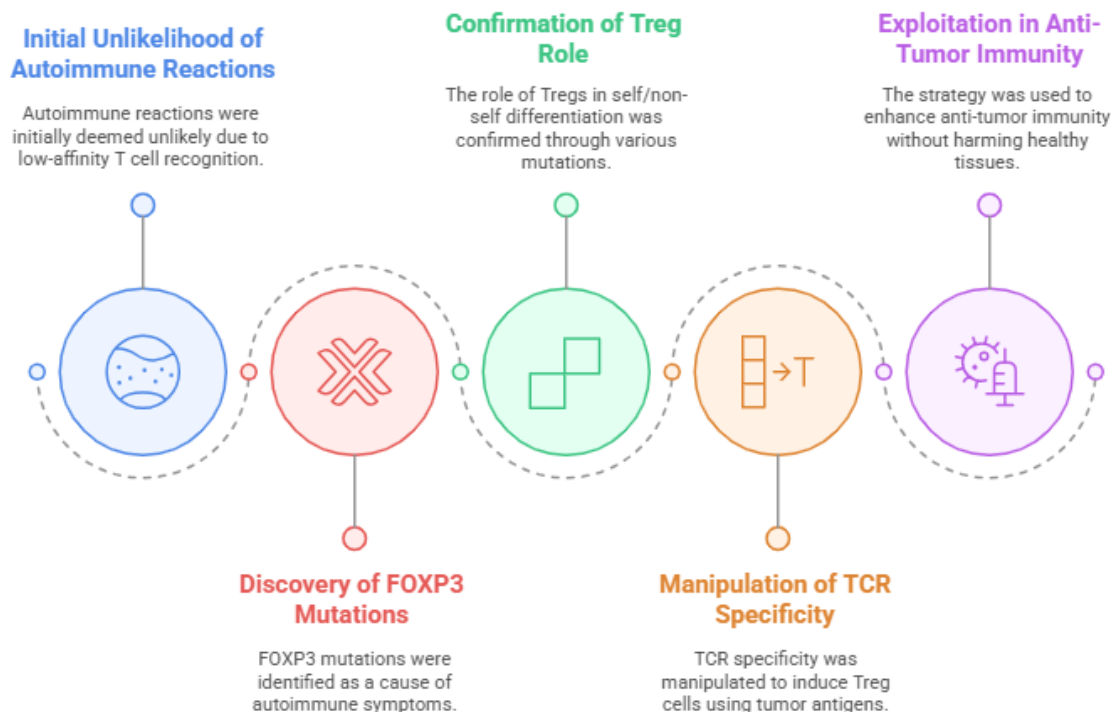 Initial Unlikelihood of
Autoimmune Reactions
Autoimmune reactions were
initially deemed unlikely due to
low-affinity T cell recognition.
Discovery of FOXP3
Mutations
FOXP3 mutations were
identified as a cause of
autoimmune symptoms.
Confirmation of Treg
Role
The role of Tregs in self/non-
self differentiation was
confirmed through various
mutations.
T
Manipulation of TCR
Specificity
TCR specificity was
manipulated to induce Treg
cells using tumor antigens.
Exploitation in Anti-
Tumor Immunity
The strategy was used to
enhance anti-tumor immunity
without harming healthy
tissues.